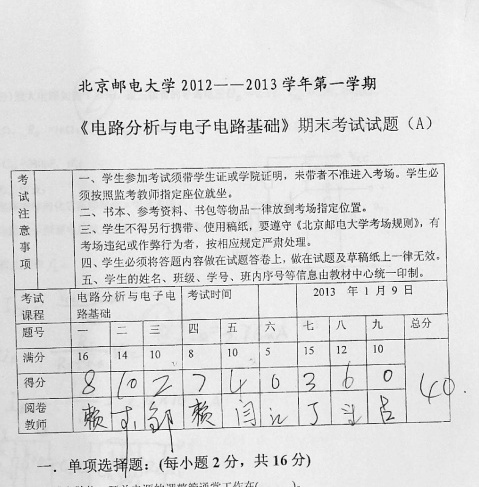 北京邮电大学2012——2013学年第一学期
《电路分析与电子电路基础》期末考试试题（A）
考试注意事项
一、学生参加考试须带学生证或学院证明，未带者不准进入考场。学生必
须按照监考教师指定座位就坐。
二、书本、参考资料、书包等物品一律放到考场指定位置。
三、学生不得另行携带、使用稿纸，要遵守《北京邮电大学考场规则》，有
考场违纪或作弊行为者，按相应规定严肃处理。
四、学生必须将答题内容做在试题答卷上，做在试题及草稿纸上一律无效。
五、学生的姓名、班级、学号、班内序号等信息由教材中心统一印制。
考试课程 电路分析与电子电路基础 考试时间 2013 年 1 月 9 日
题号 一 二 三 四 五 六 七 八 九 总分
满分 16 14 10 8 10 5 15 12 10
得分 8 10 2 7 4 0 3 6 0 40
阅卷教师 赖 邹 赖 闫 丁 吕
一．单项选择题：(每小题 2 分，共 16 分)